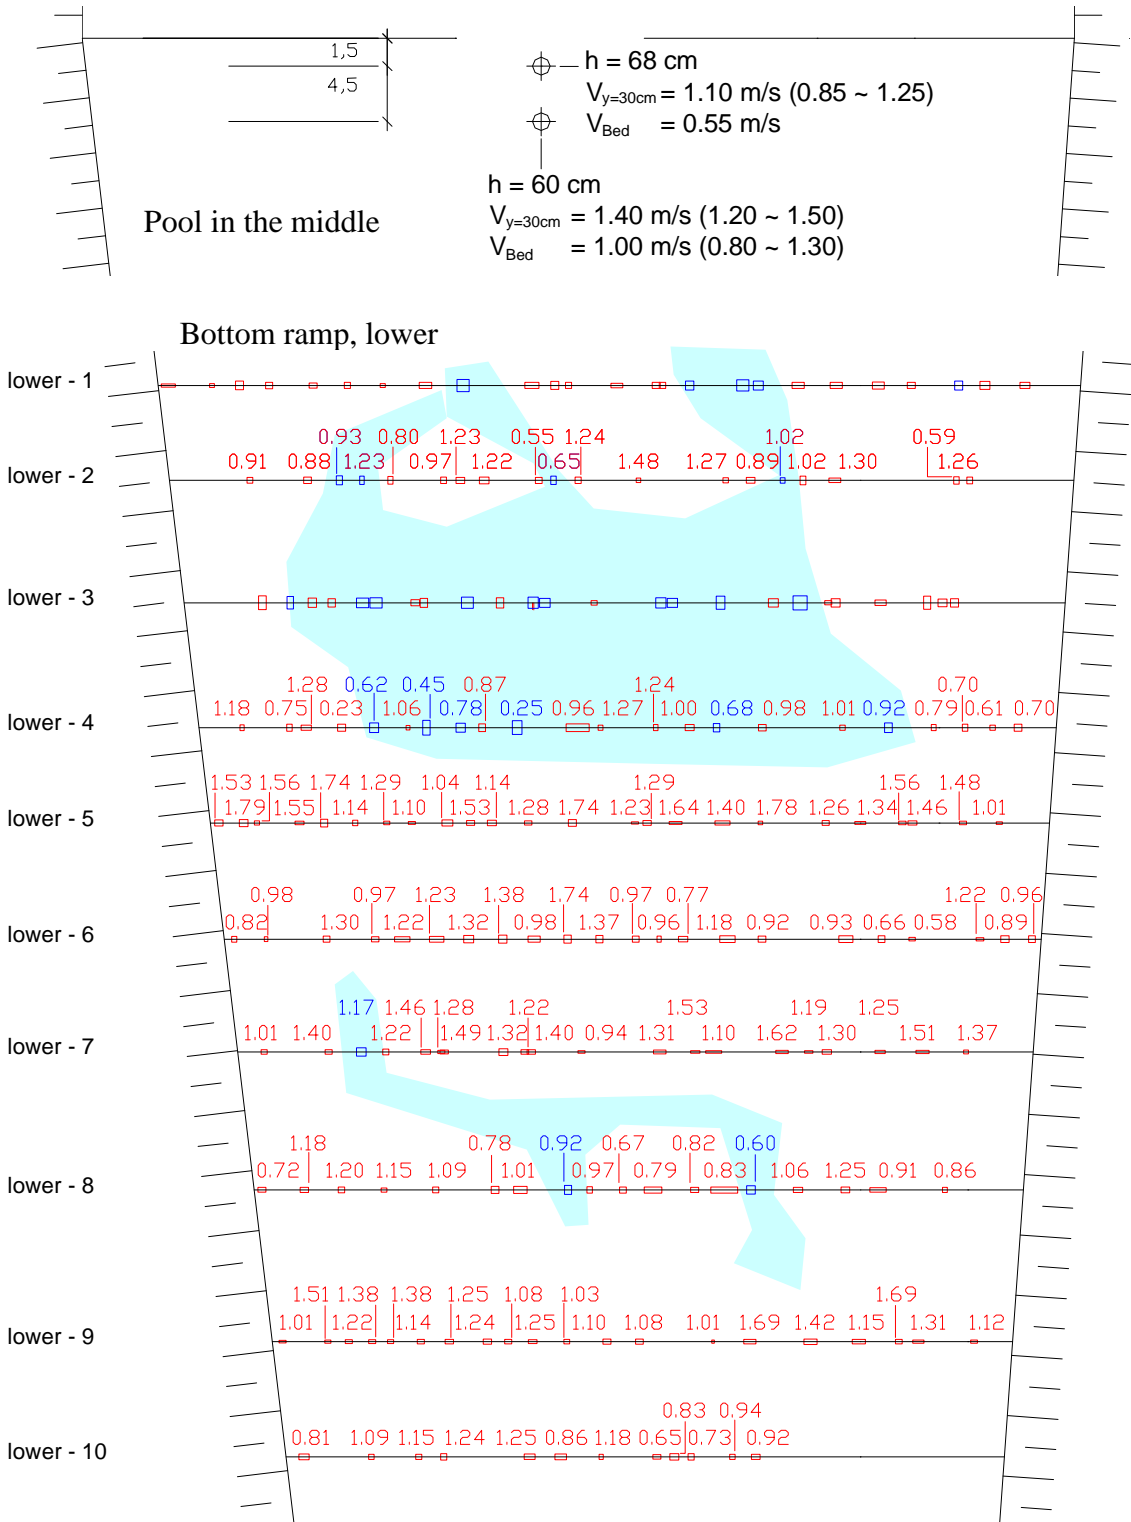 1,5
4,5
h = 68 cm
Vy=30cm = 1.10 m/s (0.85 ~ 1.25)
VBed = 0.55 m/s
h = 60 cm
Vy=30cm = 1.40 m/s (1.20 ~ 1.50)
VBed = 1.00 m/s (0.80 ~ 1.30)
Pool in the middle
Bottom ramp, lower
lower - 1
0.93 0.80 1.23 0.55 1.24 1.02 0.59
lower - 2 0.91 0.88 1.23 0.97 1.22 0.65 1.48 1.27 0.89 1.02 1.30 1.26
lower - 3
1.28 0.62 0.45 0.87 1.24 0.70
lower - 4 1.18 0.75 0.23 1.06 0.78 0.25 0.96 1.27 1.00 0.68 0.98 1.01 0.92 0.79 0.61 0.70
1.53 1.56 1.74 1.29 1.04 1.14 1.29 1.56 1.48
lower - 5 1.79 1.55 1.14 1.10 1.53 1.28 1.74 1.23 1.64 1.40 1.78 1.26 1.34 1.46 1.01
0.98 0.97 1.23 1.38 1.74 0.97 0.77 1.22 0.96
lower - 6 0.82 1.30 1.22 1.32 0.98 1.37 0.96 1.18 0.92 0.93 0.66 0.58 0.89
1.17 1.46 1.28 1.22 1.53 1.19 1.25
lower - 7 1.01 1.40 1.22 1.49 1.32 1.40 0.94 1.31 1.10 1.62 1.30 1.51 1.37
1.18 0.78 0.92 0.67 0.82 0.60
lower - 8 0.72 1.20 1.15 1.09 1.01 0.97 0.79 0.83 1.06 1.25 0.91 0.86
1.51 1.38 1.38 1.25 1.08 1.03 1.69
lower - 9 1.01 1.22 1.14 1.24 1.25 1.10 1.08 1.01 1.69 1.42 1.15 1.31 1.12
0.83 0.94
lower - 10 0.81 1.09 1.15 1.24 1.25 0.86 1.18 0.65 0.73 0.92